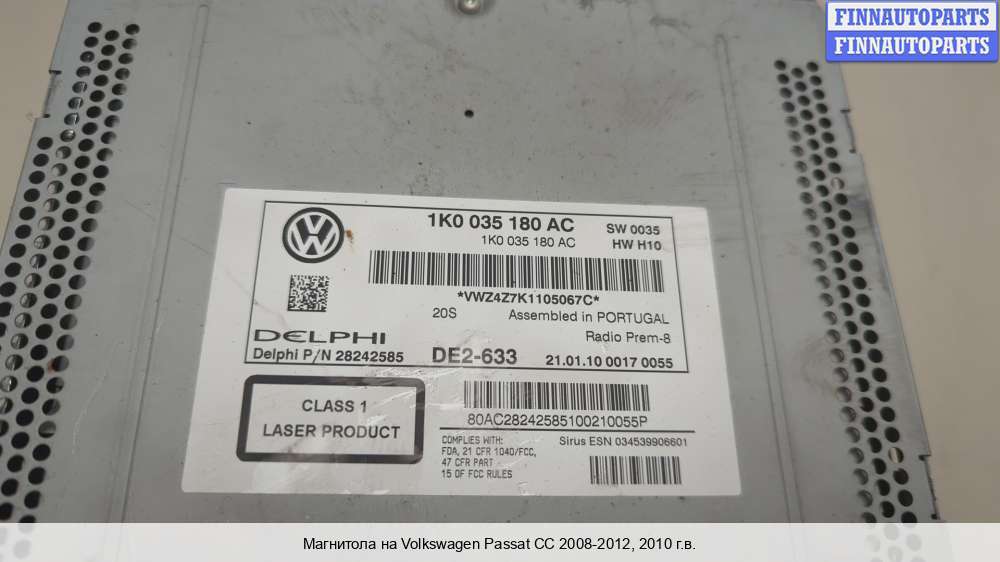 FINNAUTOPARTS
FINNAUTOPARTS
1K0 035 180 AC
SW 0035
1K0 035 180 AC
HW H10
*VWZ4Z7K1105067C*
20S Assembled in PORTUGAL
DELPHI
Radio Prem-8
Delphi P/N 28242585 DE2-633 21.01.10 0017 0055
CLASS 1
LASER PRODUCT
80AC28242585100210055P
COMPLIES WITH:
FDA, 21 CFR 1040/FCC,
47 CFR PART
15 OF FCC RULES
Sirus ESN 034539906601
Магнитола на Volkswagen Passat CC 2008-2012, 2010 г.в.